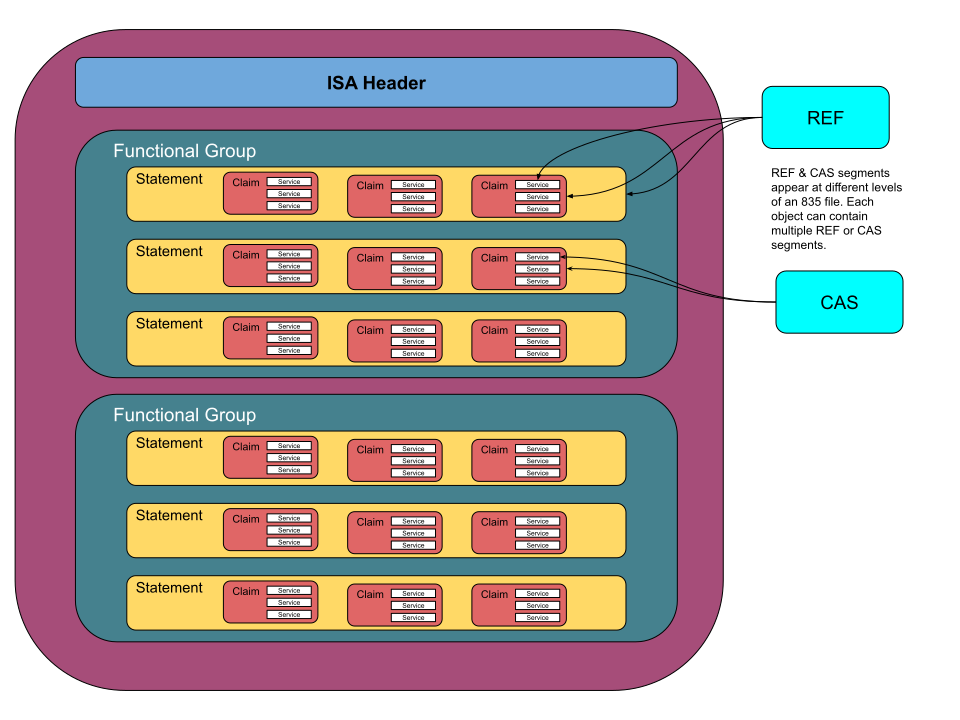 ISA Header
Functional Group
Statement
Claim
Service
Service
Service
Claim
Service
Service
Service
Claim
Service
Service
Service
Statement
Claim
Service
Service
Service
Claim
Service
Service
Service
Claim
Service
Service
Service
Statement
Claim
Service
Service
Service
Claim
Service
Service
Service
Claim
Service
Service
Service
Functional Group
Statement
Claim
Service
Service
Service
Claim
Service
Service
Service
Claim
Service
Service
Service
Statement
Claim
Service
Service
Service
Claim
Service
Service
Service
Claim
Service
Service
Service
Statement
Claim
Service
Service
Service
Claim
Service
Service
Service
Claim
Service
Service
Service
REF
REF & CAS segments
appear at different levels
of an 835 file. Each
object can contain
multiple REF or CAS
segments.
CAS